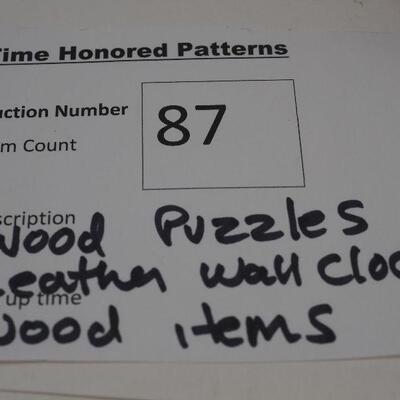 Time Honored Patterns
uction Number 87
m Count
scription
Wood Puzzles
Leather Wall Cloc
up time
Wood items